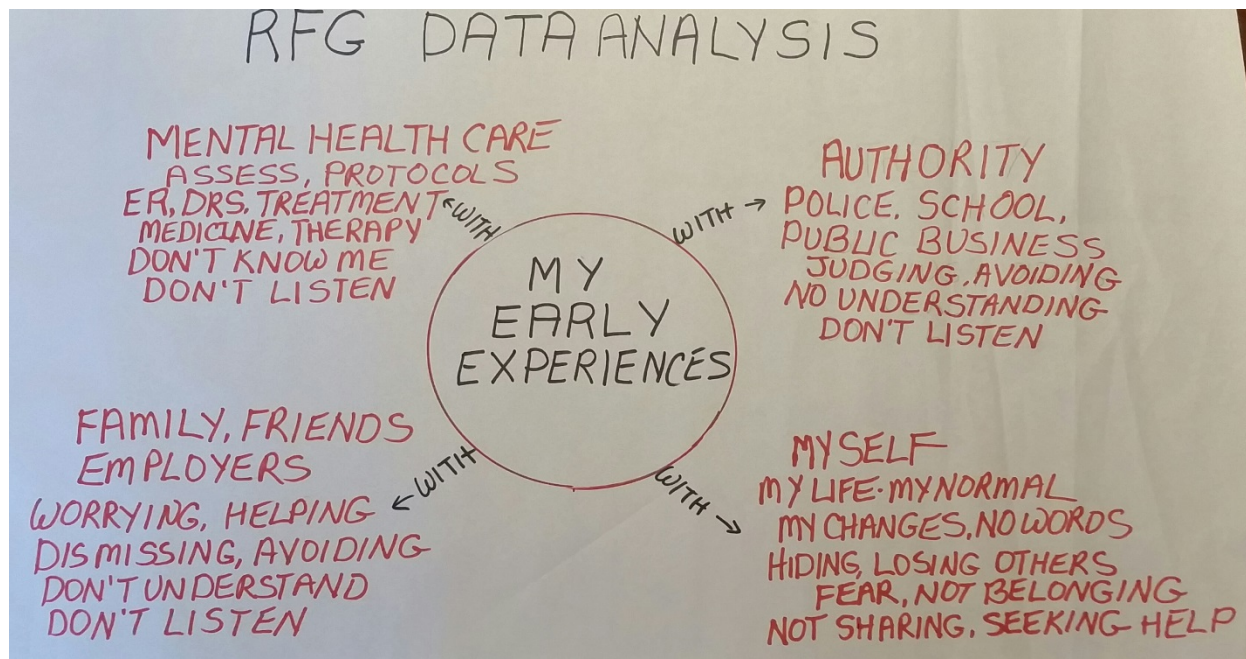 RFG DATA ANALYSIS
MENTAL HEALTH CARE
ASSESS, PROTOCOLS
ER, DRS, TREATMENT
MEDICINE, THERAPY
DON'T KNOW ME
DON'T LISTEN
WITH
WITH
AUTHORITY
POLICE, SCHOOL,
PUBLIC BUSINESS
JUDGING, AVOIDING
NO UNDERSTANDING
DON'T LISTEN
MY
EARLY
EXPERIENCES
FAMILY, FRIENDS
EMPLOYERS
WORRYING, HELPING
DISMISSING, AVOIDING
DON'T UNDERSTAND
DON'T LISTEN
WITH
WITH
MYSELF
MY LIFE-MY NORMAL
MY CHANGES, NO WORDS
HIDING, LOSING OTHERS
FEAR, NOT BELONGING
NOT SHARING, SEEKING HELP